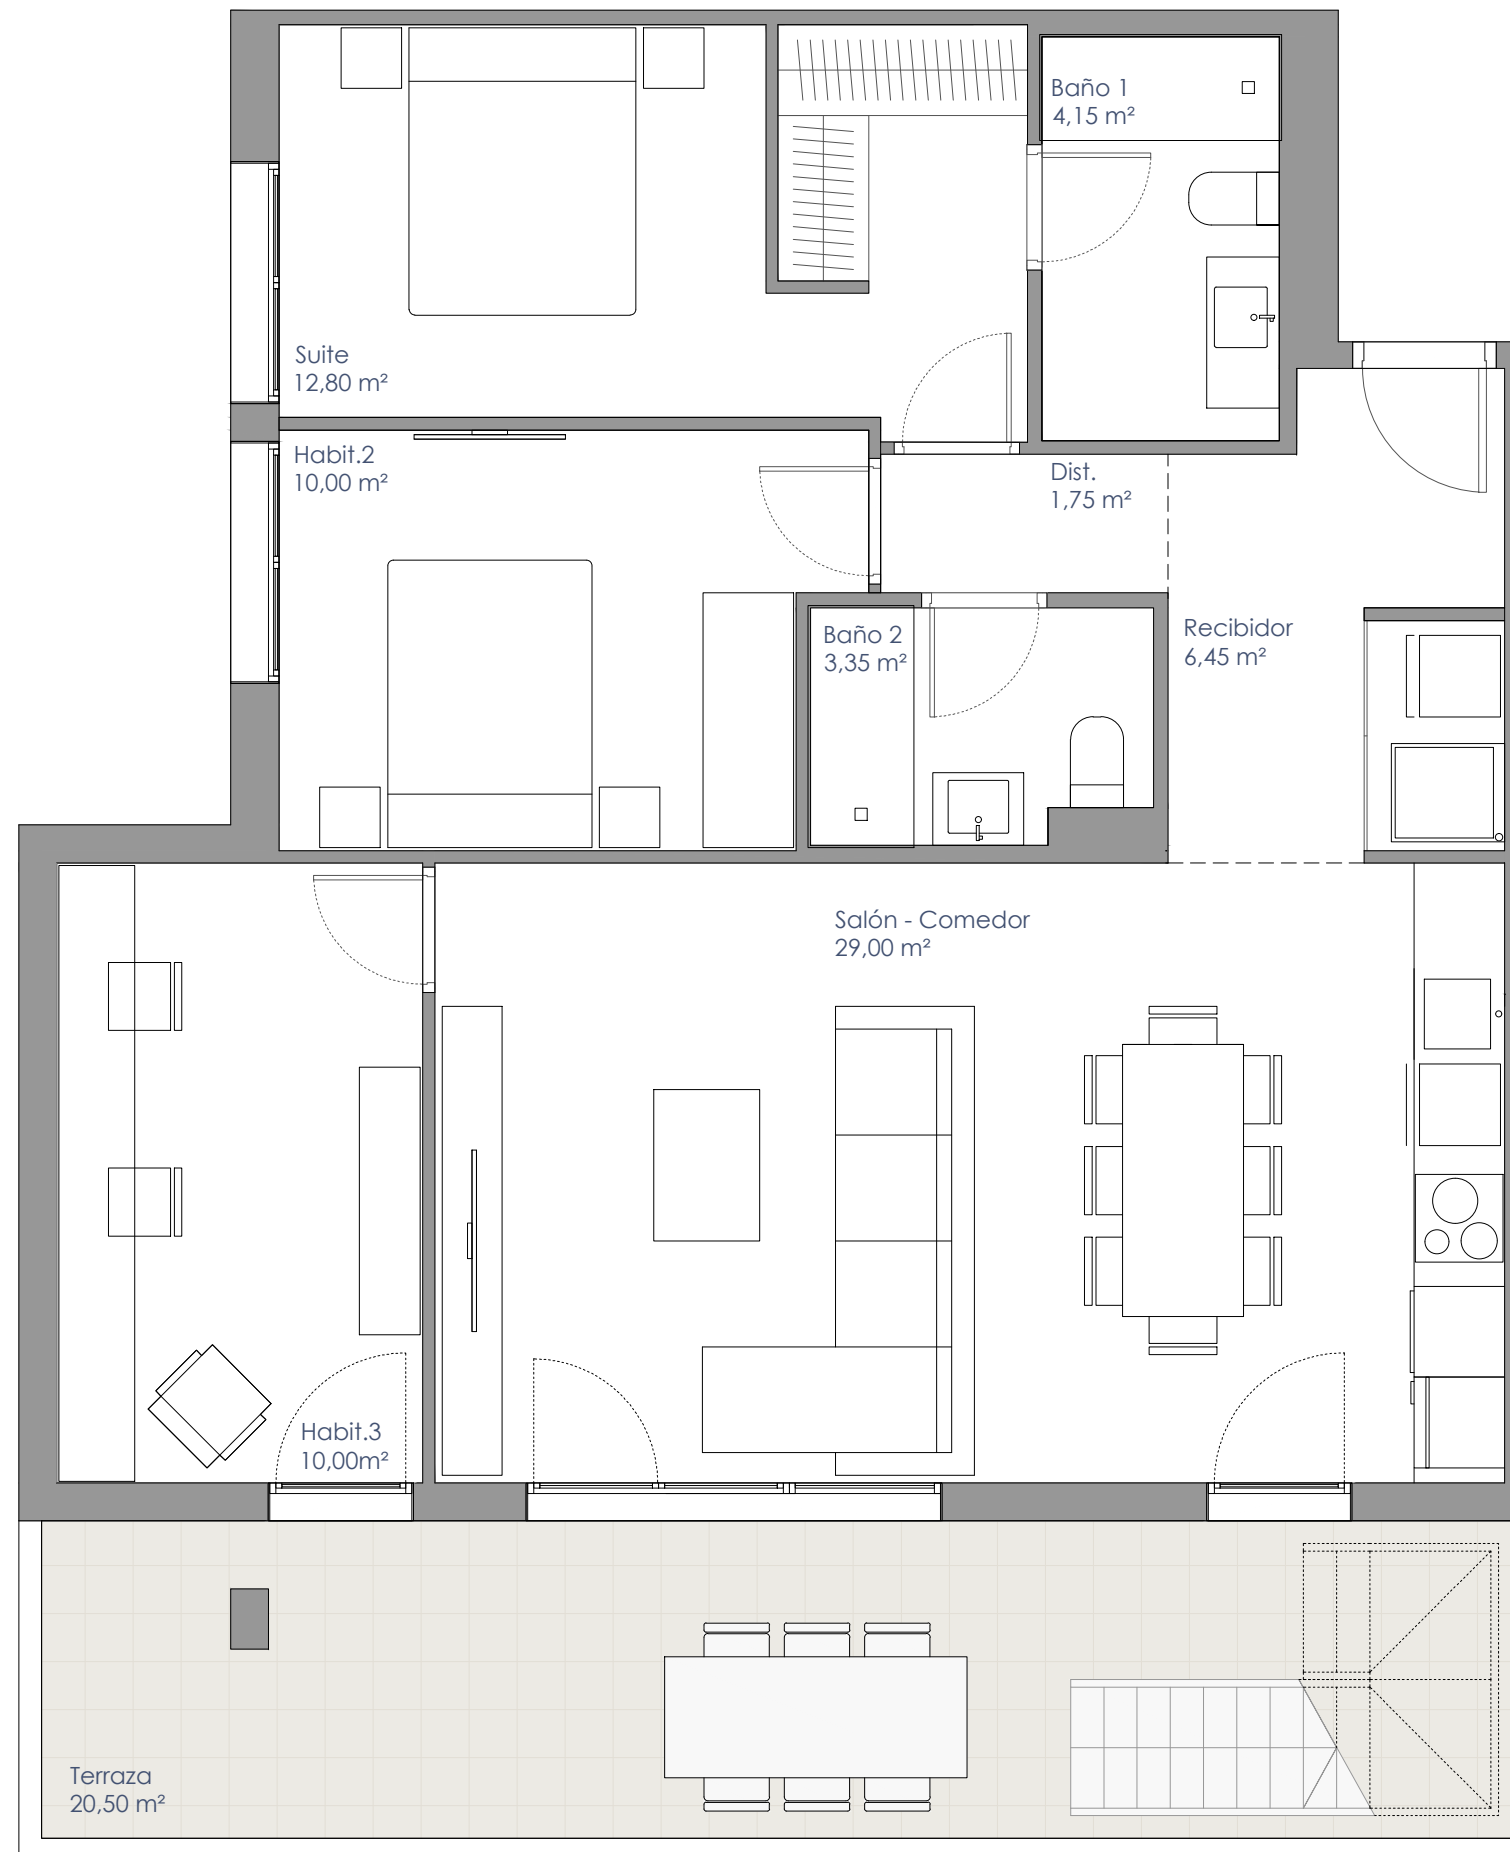 Baño 1
4,15 m²
Suite
12,80 m²
Habit.2
10,00 m²
Dist.
1,75 m²
Baño 2
3,35 m²
Recibidor
6,45 m²
Salón - Comedor
29,00 m²
Habit.3
10,00m²
Terraza
20,50 m²